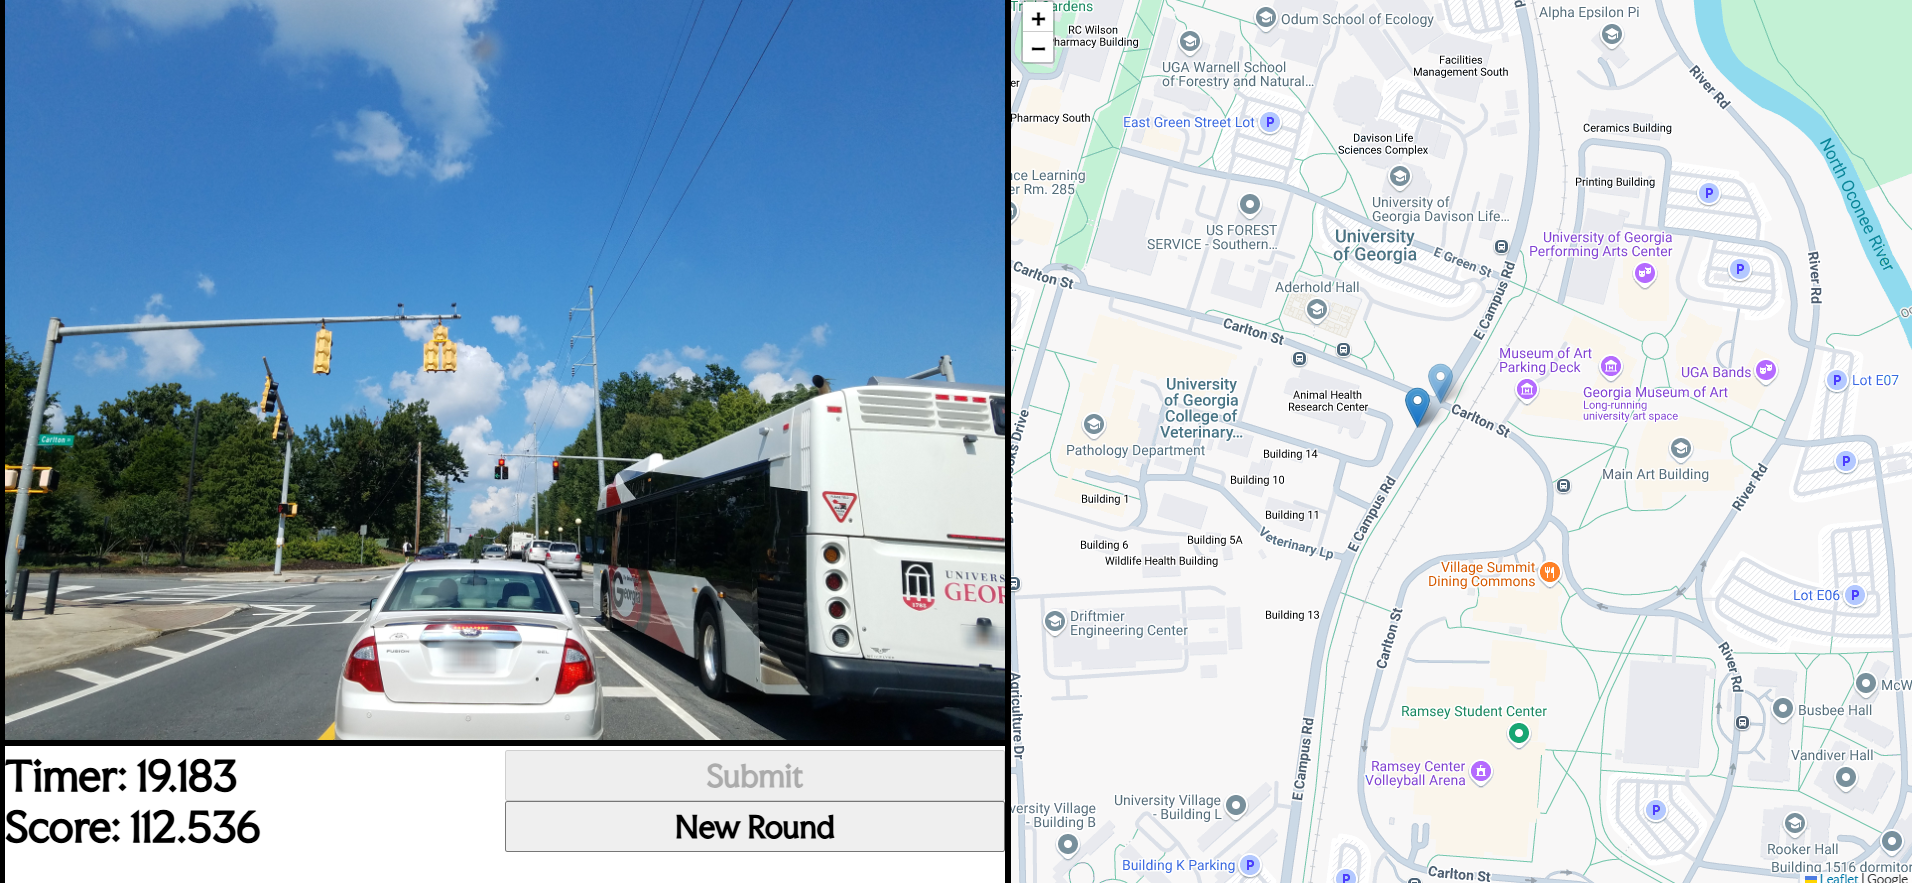 Carlton
FUSION
SEL
Georgia
1785
UNIVERS
GEOR
Timer: 19.183
Score: 112.536
Submit
New Round
+
−
Gardens
RC Wilson
Pharmacy Building
Odum School of Ecology
Alpha Epsilon Pi
UGA Warnell School
of Forestry and Natural...
Facilities
Management South
River Rd
Pharmacy South
East Green Street Lot
P
Davison Life
Sciences Complex
Ceramics Building
North Oconee River
nce Learning
er Rm. 285
Printing Building
P
University of
Georgia Davison Life...
US FOREST
SERVICE - Southern...
University
of Georgia
E Green St
University of Georgia
Performing Arts Center
P
River Rd
Carlton St
Aderhold Hall
E Campus Rd
Carlton St
Museum of Art
Parking Deck
UGA Bands
P
Lot E07
Georgia Museum of Art
Long-running
university art space
University
of Georgia
College of
Veterinary...
Animal Health
Research Center
Carlton St
Pathology Department
Building 14
Main Art Building
P
Building 10
Building 1
River Rd
Building 11
E Campus Rd
Veterinary Lp
Building 6
Building 5A
Wildlife Health Building
Village Summit
Dining Commons
Lot E06
P
Driftmier
Engineering Center
Building 13
Carlton St
River Rd
Agriculture Dr
McW
Ramsey Student Center
Busbee Hall
E Campus Rd
Vandiver Hall
Ramsey Center
Volleyball Arena
versity Village
- Building B
University Village
- Building L
P
Rooker Hall
Building K Parking
P
P
Carlton St
Building 1516 dormitor
Leaflet | Google